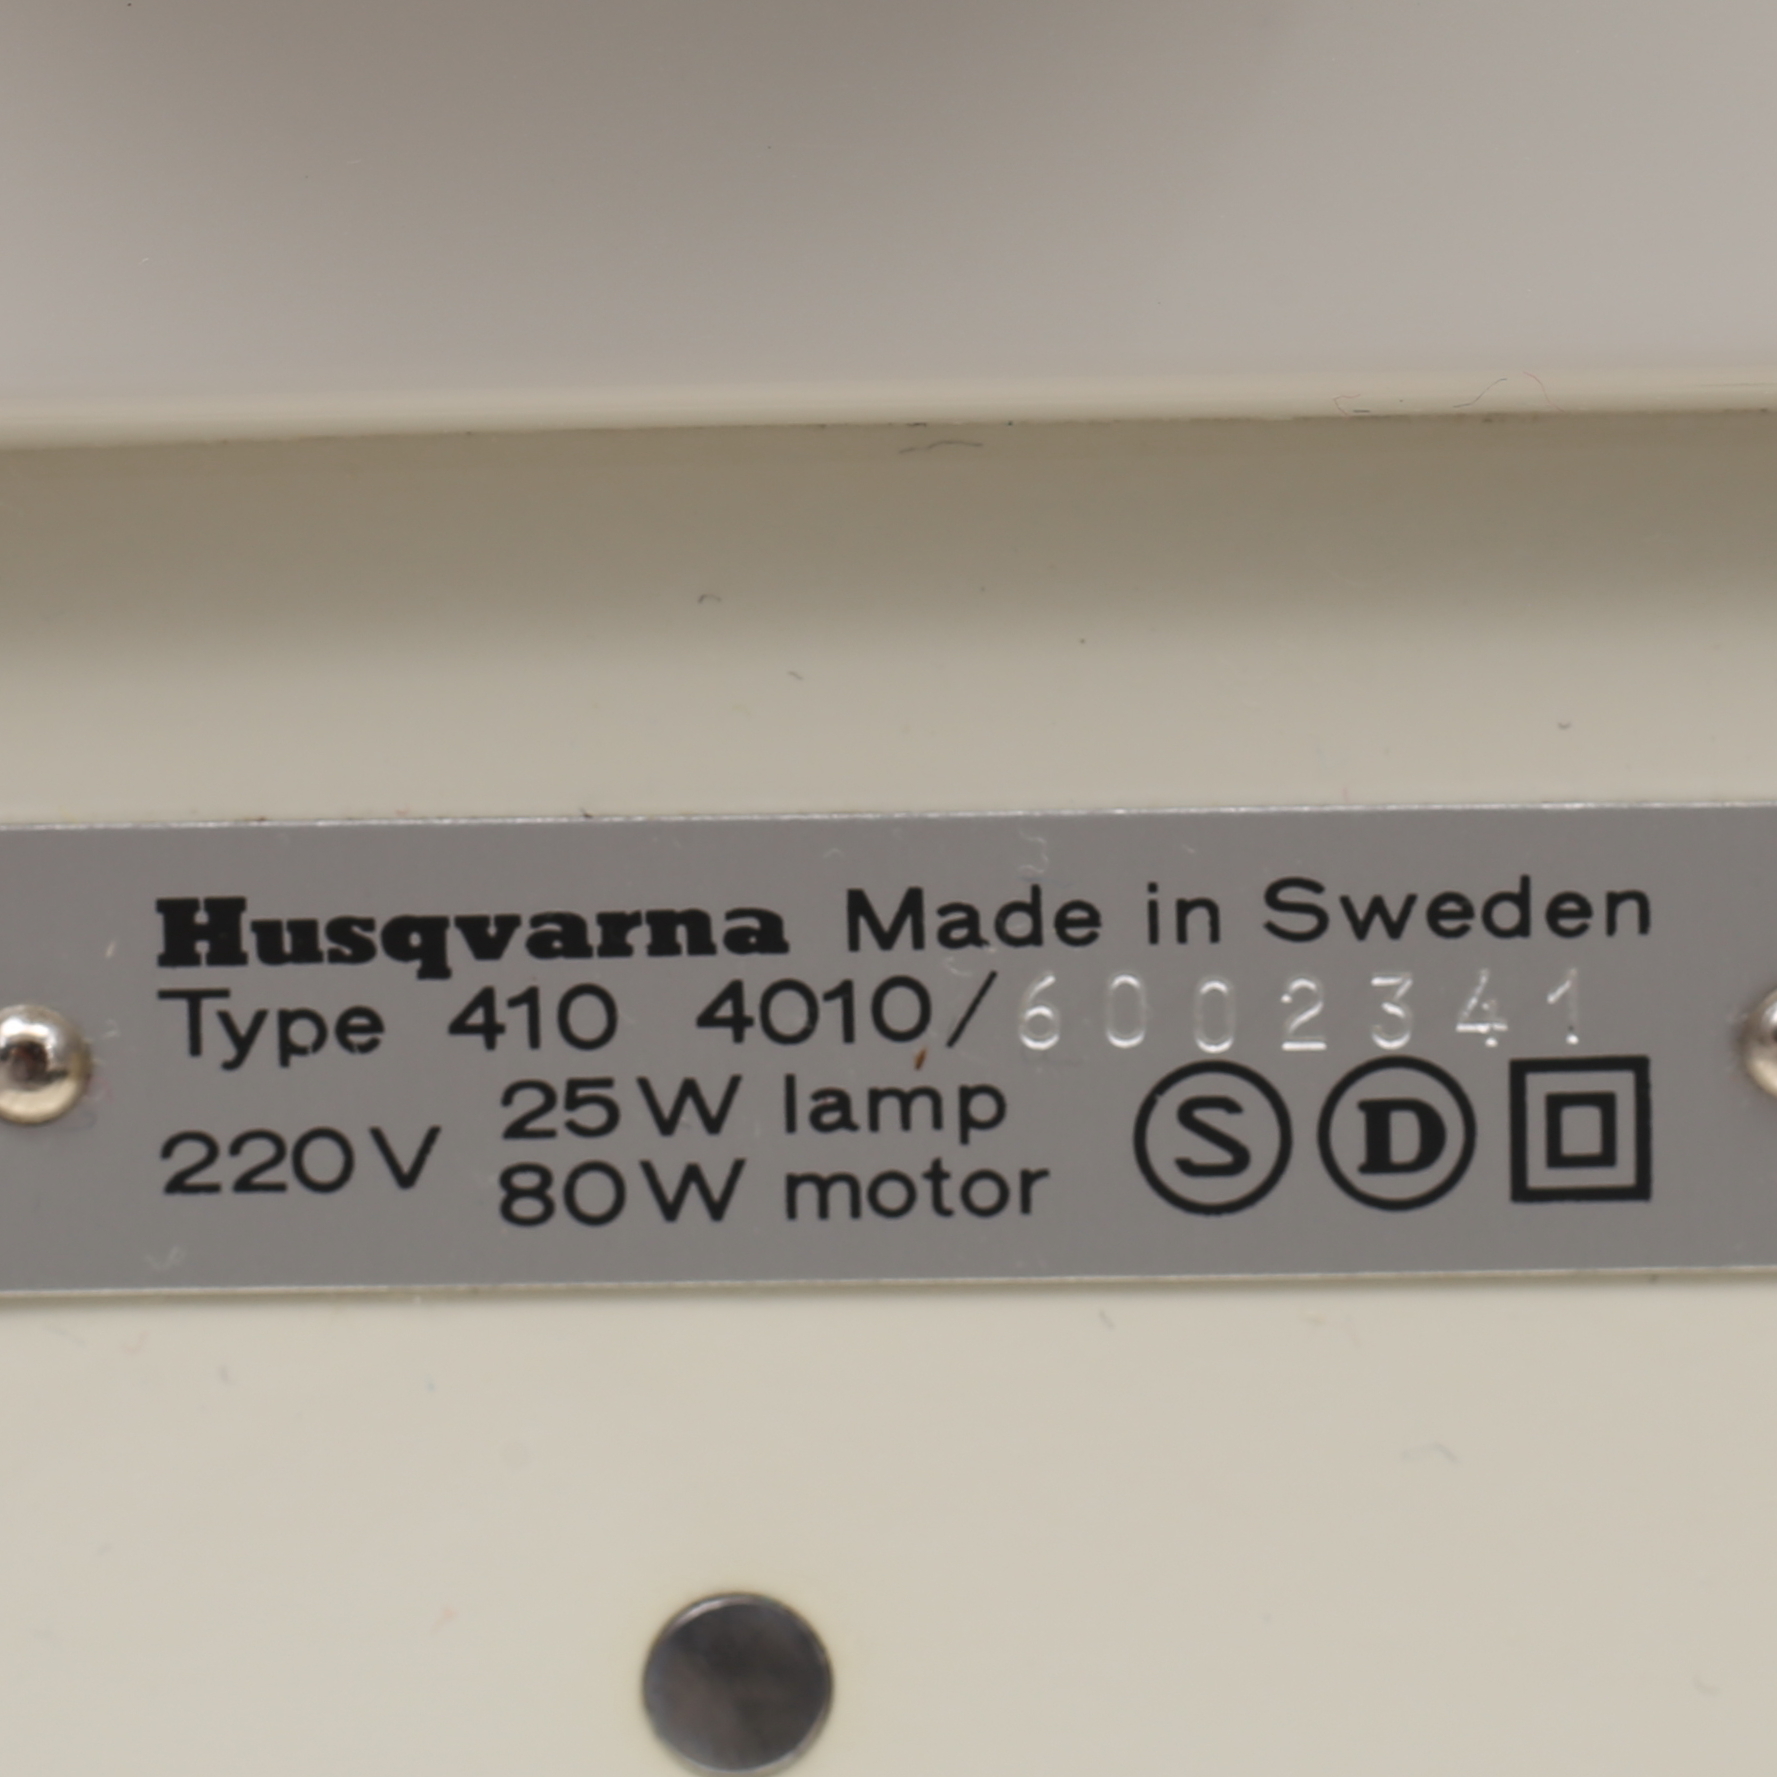 Husqvarna Made in Sweden
Type 410 4010/6002341
220V 25W lamp
80W motor
S D